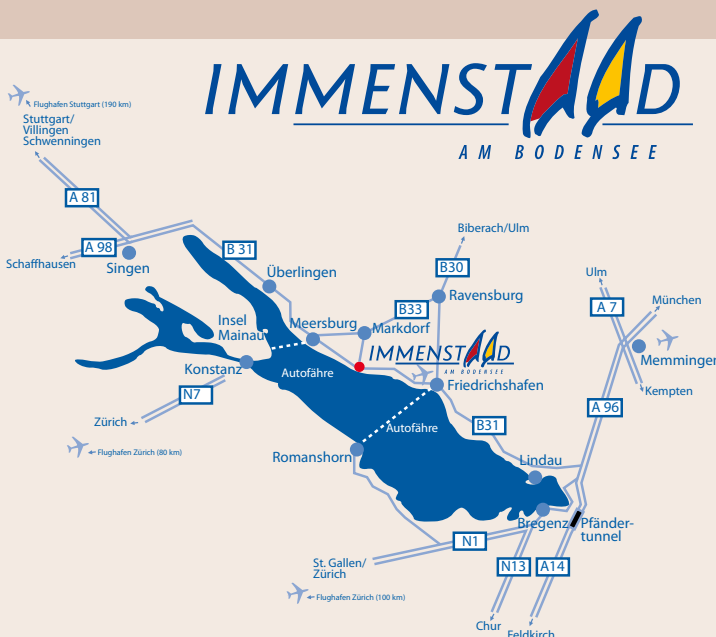 IMMENSTAAD
AM BODENSEE
Flughafen Stuttgart (190 km)
Stuttgart/
Villingen
Schwenningen
A 81
A 98
Schaffhausen
Singen
B 31
Überlingen
Biberach/Ulm
B30
Ravensburg
B33
Ulm
A 7
München
Memmingen
Kempten
Insel
Mainau
Meersburg
Markdorf
IMMENSTAAD
AM BODENSEE
Konstanz
Autofähre
Friedrichshafen
N7
Zürich
Flughafen Zürich (80 km)
A 96
Autofähre
B31
Romanshorn
Lindau
Bregenz
Pfänder-
tunnel
N1
St. Gallen/
Zürich
N13
A14
Flughafen Zürich (100 km)
Chur
Feldkirch